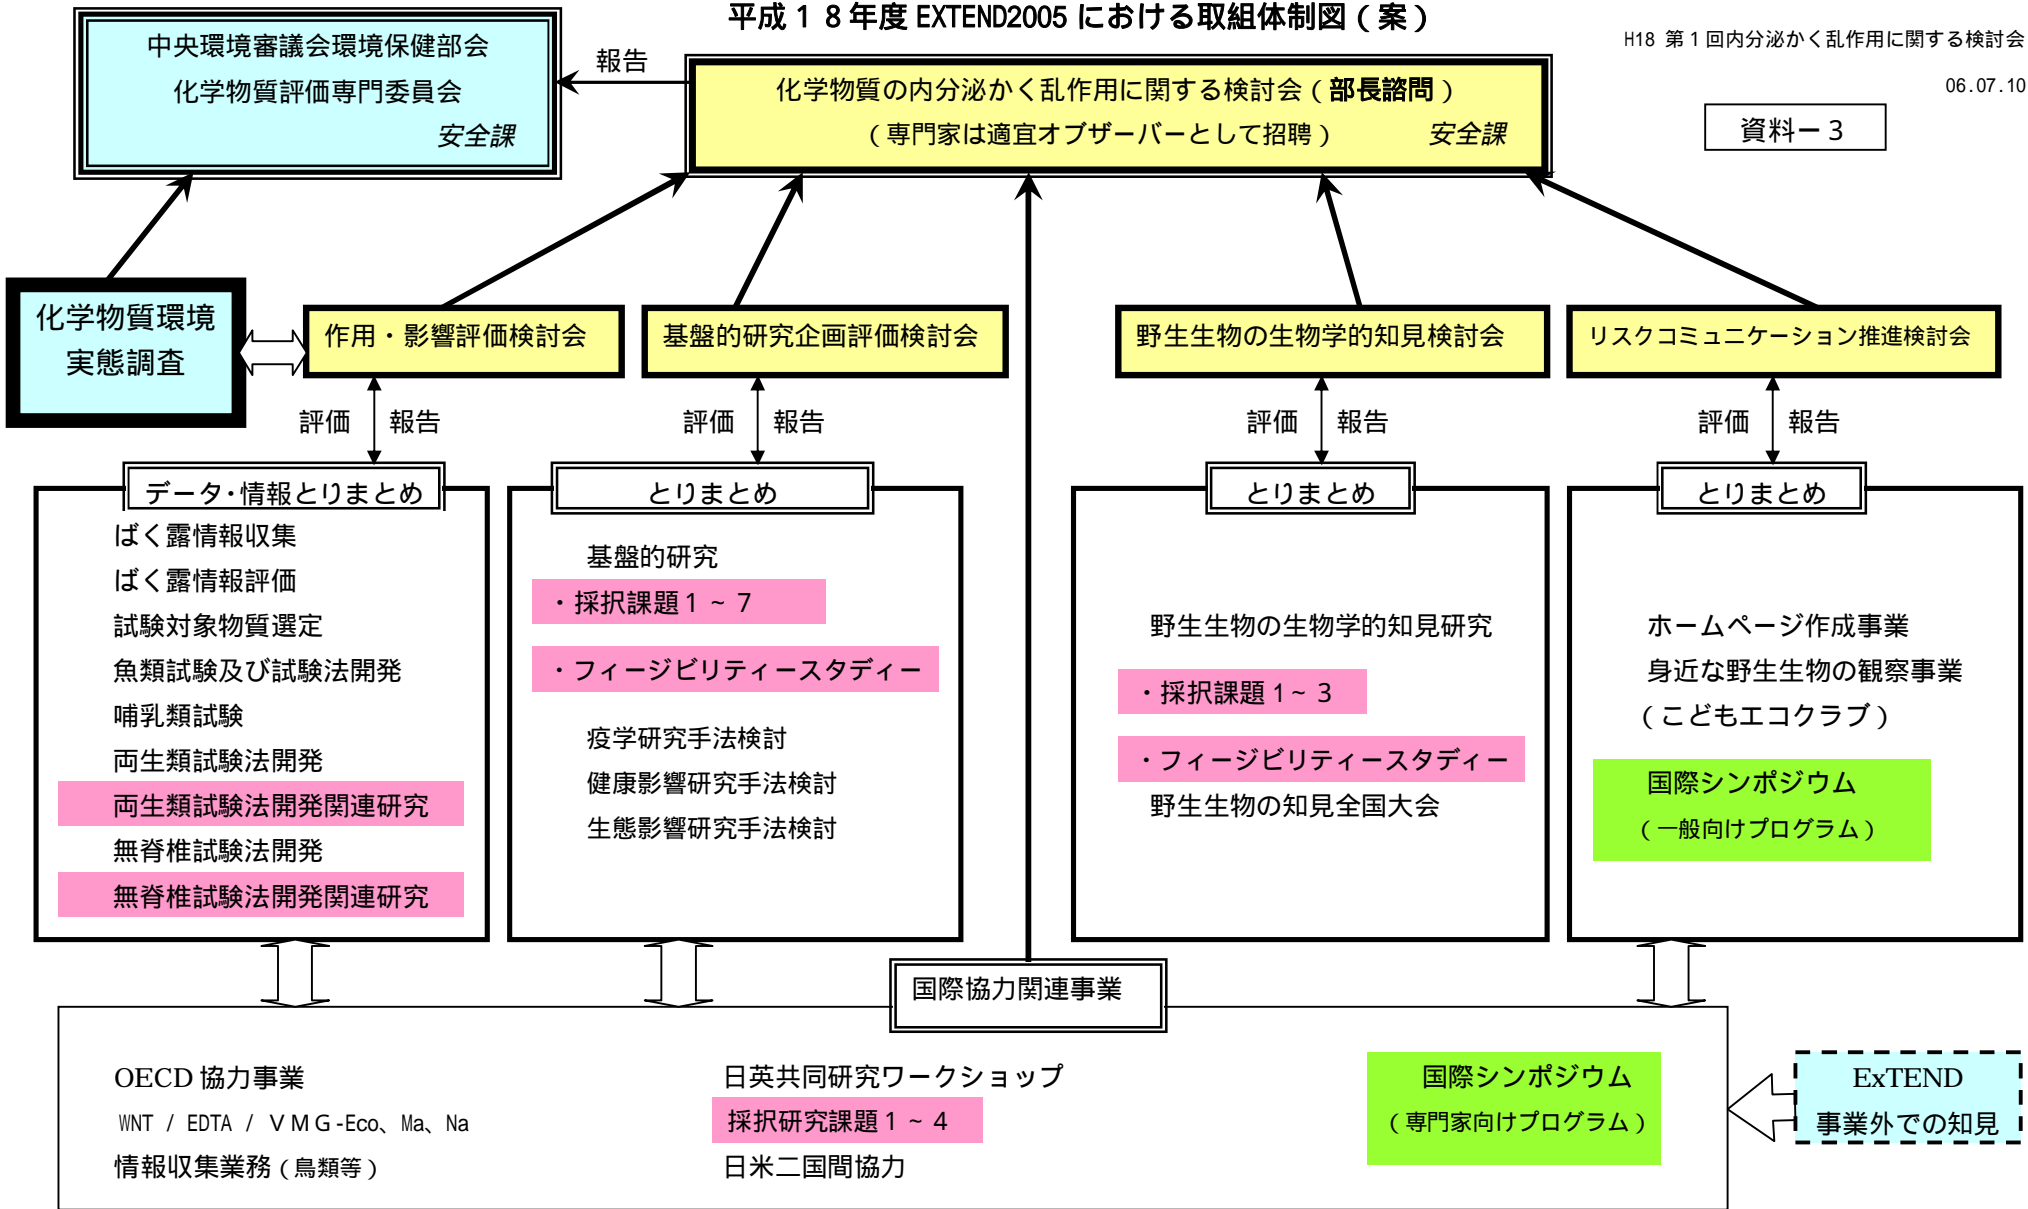 平成１８年度 EXTEND2005 における取組体制図（案）
H18 第１回内分泌かく乱作用に関する検討会
06.07.10
資料－３
中央環境審議会環境保健部会
化学物質評価専門委員会
安全課
報告
化学物質の内分泌かく乱作用に関する検討会（部長諮問）
（専門家は適宜オブザーバーとして招聘） 安全課
化学物質環境
実態調査
作用・影響評価検討会
基盤的研究企画評価検討会
野生生物の生物学的知見検討会
リスクコミュニケーション推進検討会
評価 報告
評価 報告
評価 報告
評価 報告
データ・情報とりまとめ
ばく露情報収集
ばく露情報評価
試験対象物質選定
魚類試験及び試験法開発
哺乳類試験
両生類試験法開発
両生類試験法開発関連研究
無脊椎試験法開発
無脊椎試験法開発関連研究
とりまとめ
基盤的研究
・採択課題１～７
・フィージビリティースタディー
疫学研究手法検討
健康影響研究手法検討
生態影響研究手法検討
とりまとめ
野生生物の生物学的知見研究
・採択課題１～３
・フィージビリティースタディー
野生生物の知見全国大会
とりまとめ
ホームページ作成事業
身近な野生生物の観察事業
（こどもエコクラブ）
国際シンポジウム
（一般向けプログラム）
国際協力関連事業
OECD 協力事業
WNT / EDTA / ＶＭＧ-Eco、Ma、Na
情報収集業務（鳥類等）
日英共同研究ワークショップ
採択研究課題１～４
日米二国間協力
国際シンポジウム
（専門家向けプログラム）
ExTEND
事業外での知見